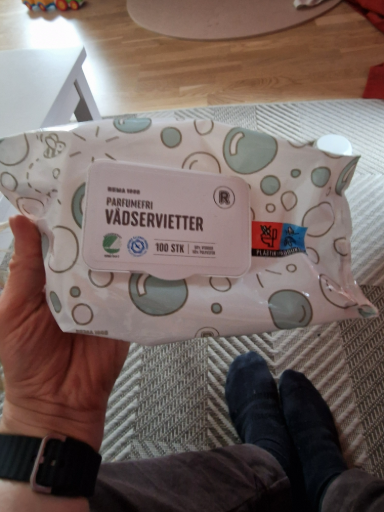 REMA 1000
PARFUMEFRI
VÅDSERVIETTER
100 STK
R